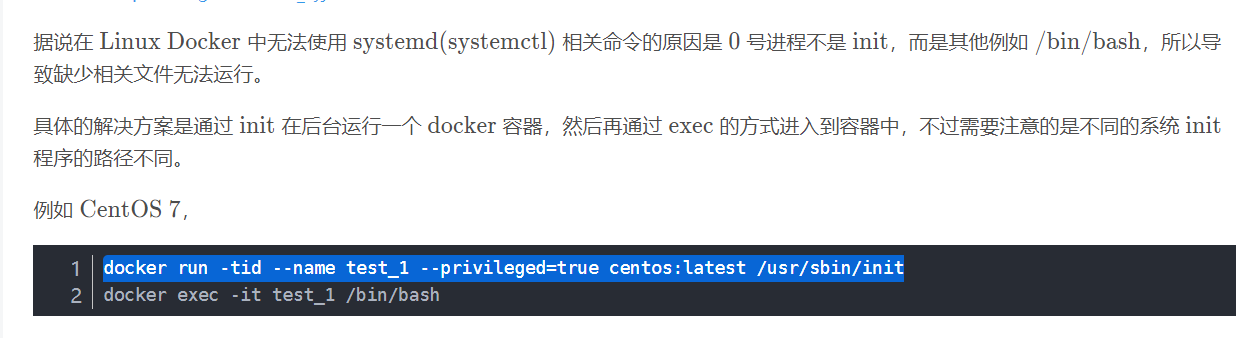 据说在 Linux Docker 中无法使用 systemd(systemctl) 相关命令的原因是 0 号进程不是 init，而是其他例如 /bin/bash，所以导
致缺少相关文件无法运行。
具体的解决方案是通过 init 在后台运行一个 docker 容器，然后再通过 exec 的方式进入到容器中，不过需要注意的是不同的系统 init
程序的路径不同。
例如 CentOS 7，
1 docker run -tid --name test_1 --privileged=true centos:latest /usr/sbin/init
2 docker exec -it test_1 /bin/bash